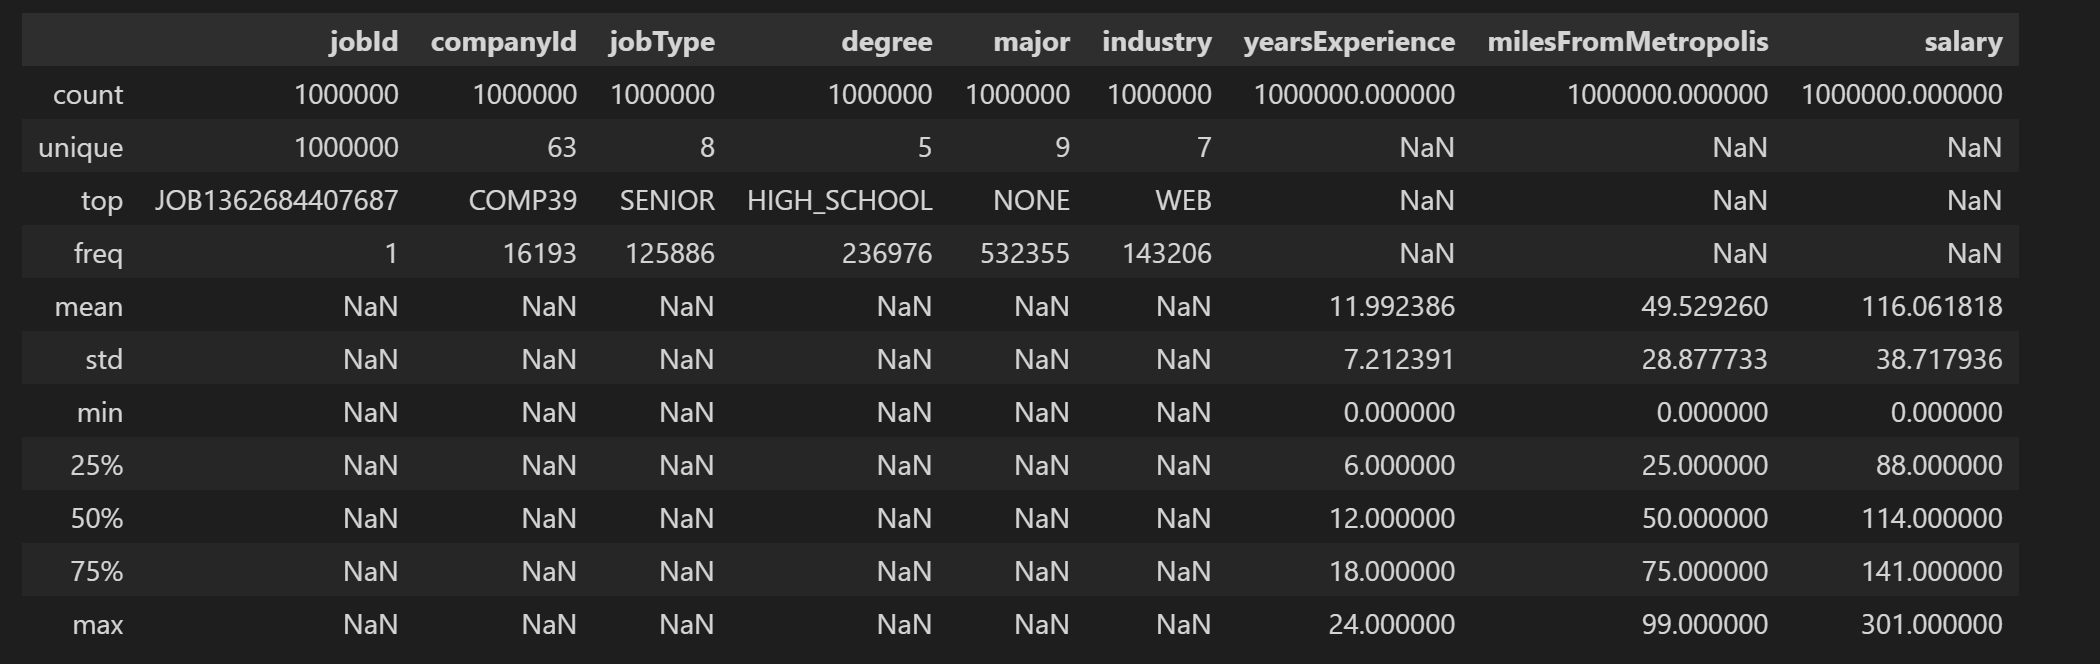 jobId companyId jobType degree major industry yearsExperience milesFromMetropolis salary
count 1000000 1000000 1000000 1000000 1000000 1000000 1000000.000000 1000000.000000 1000000.000000
unique 1000000 63 8 5 9 7 NaN NaN NaN
top JOB1362684407687 COMP39 SENIOR HIGH_SCHOOL NONE WEB NaN NaN NaN
freq 1 16193 125886 236976 532355 143206 NaN NaN NaN
mean NaN NaN NaN NaN NaN NaN 11.992386 49.529260 116.061818
std NaN NaN NaN NaN NaN NaN 7.212391 28.877733 38.717936
min NaN NaN NaN NaN NaN NaN 0.000000 0.000000 0.000000
25% NaN NaN NaN NaN NaN NaN 6.000000 25.000000 88.000000
50% NaN NaN NaN NaN NaN NaN 12.000000 50.000000 114.000000
75% NaN NaN NaN NaN NaN NaN 18.000000 75.000000 141.000000
max NaN NaN NaN NaN NaN NaN 24.000000 99.000000 301.000000